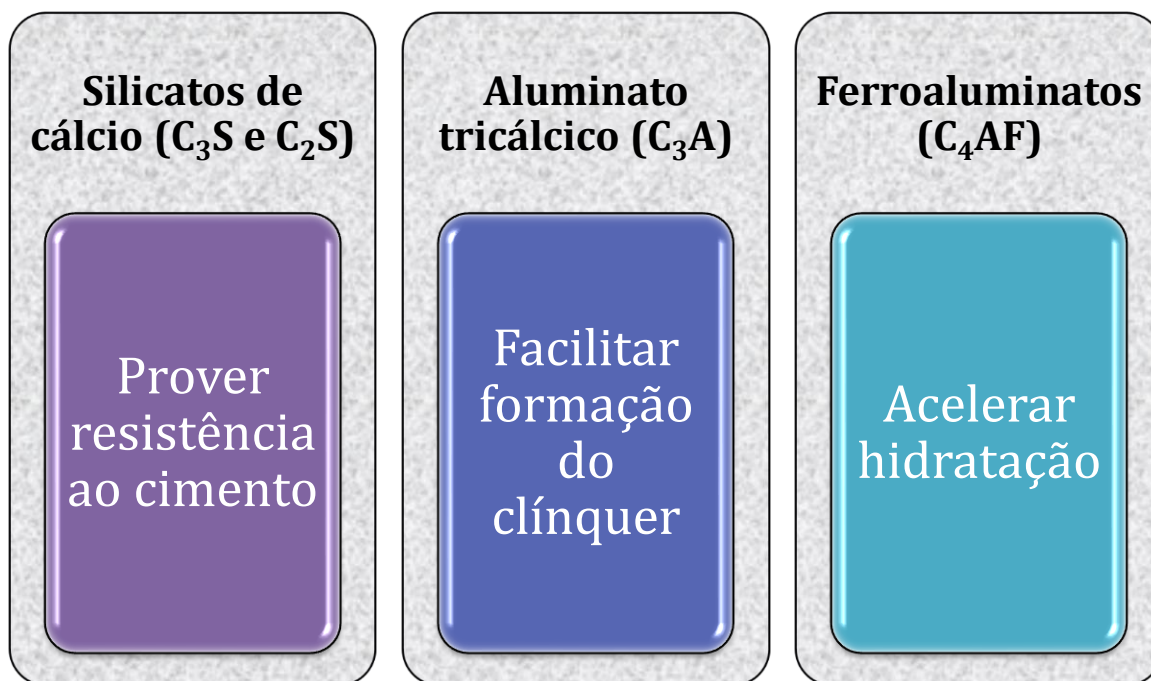 Silicatos de
cálcio (C₃S e C₂S)
Prover
resistência
ao cimento
Aluminato
tricálcico (C₃A)
Facilitar
formação
do
clínquer
Ferroaluminatos
(C₄AF)
Acelerar
hidratação